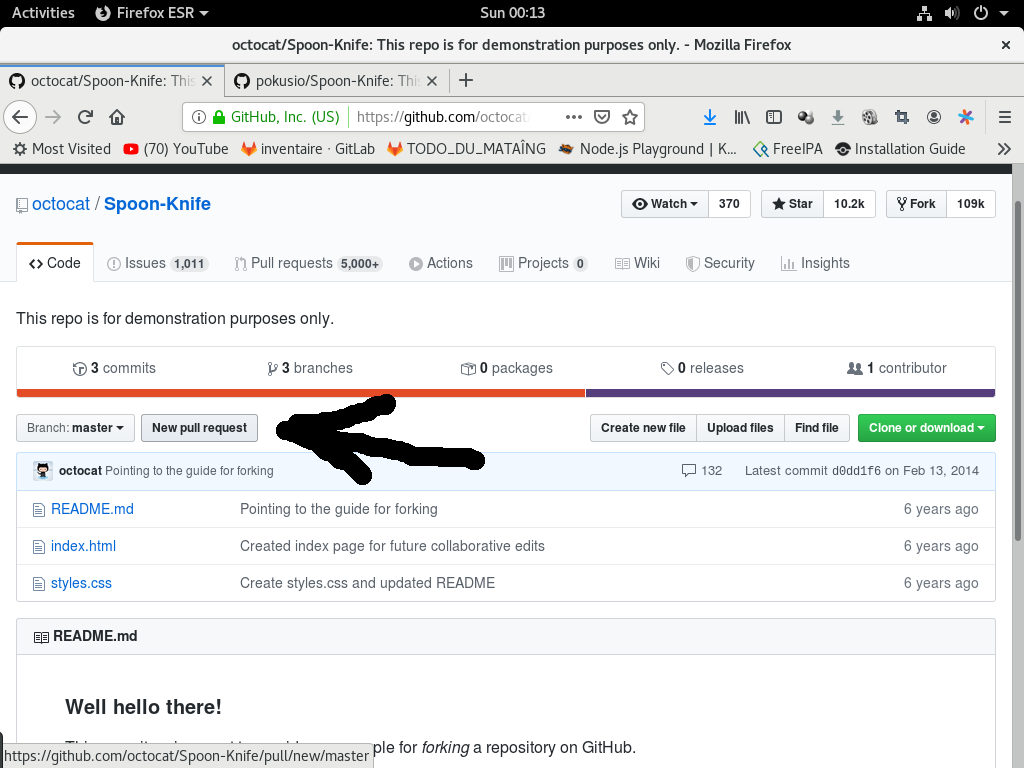 Activities Firefox ESR Sun 00:13
octocat/Spoon-Knife: This repo is for demonstration purposes only. - Mozilla Firefox
octocat/Spoon-Knife: This pokusio/Spoon-Knife: This
GitHub, Inc. (US) https://github.com/octocat
Most Visited (70) YouTube inventaire · GitLab TODO_DU_MATAÎNG Node.js Playground | K... FreeIPA Installation Guide
octocat / Spoon-Knife Watch 370 Star 10.2k Fork 109k
Code Issues 1,011 Pull requests 5,000+ Actions Projects 0 Wiki Security Insights
This repo is for demonstration purposes only.
3 commits 3 branches 0 packages 0 releases 1 contributor
Branch: master New pull request Create new file Upload files Find file Clone or download
octocat Pointing to the guide for forking 132 Latest commit d0dd1f6 on Feb 13, 2014
README.md Pointing to the guide for forking 6 years ago
index.html Created index page for future collaborative edits 6 years ago
styles.css Create styles.css and updated README 6 years ago
README.md
Well hello there!
for forking a repository on GitHub.
https://github.com/octocat/Spoon-Knife/pull/new/master